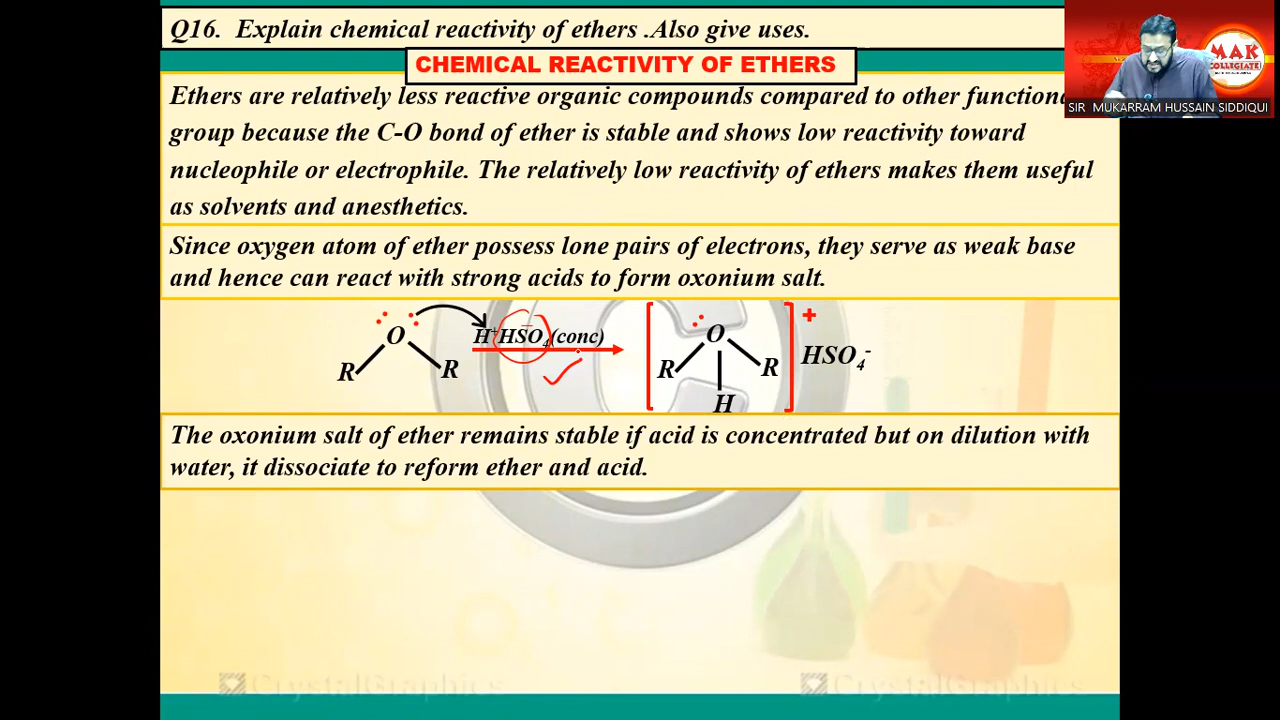 Q16. Explain chemical reactivity of ethers .Also give uses.
MAK
COLLEGIATE
SIR MUKARRAM HUSSAIN SIDDIQUI
CHEMICAL REACTIVITY OF ETHERS
Ethers are relatively less reactive organic compounds compared to other function
group because the C-O bond of ether is stable and shows low reactivity toward
nucleophile or electrophile. The relatively low reactivity of ethers makes them useful
as solvents and anesthetics.
Since oxygen atom of ether possess lone pairs of electrons, they serve as weak base
and hence can react with strong acids to form oxonium salt.
O H⁺HSO₄(conc) O + HSO₄⁻
R R R R
H
The oxonium salt of ether remains stable if acid is concentrated but on dilution with
water, it dissociate to reform ether and acid.
CrystalGraphics CrystalGraphics